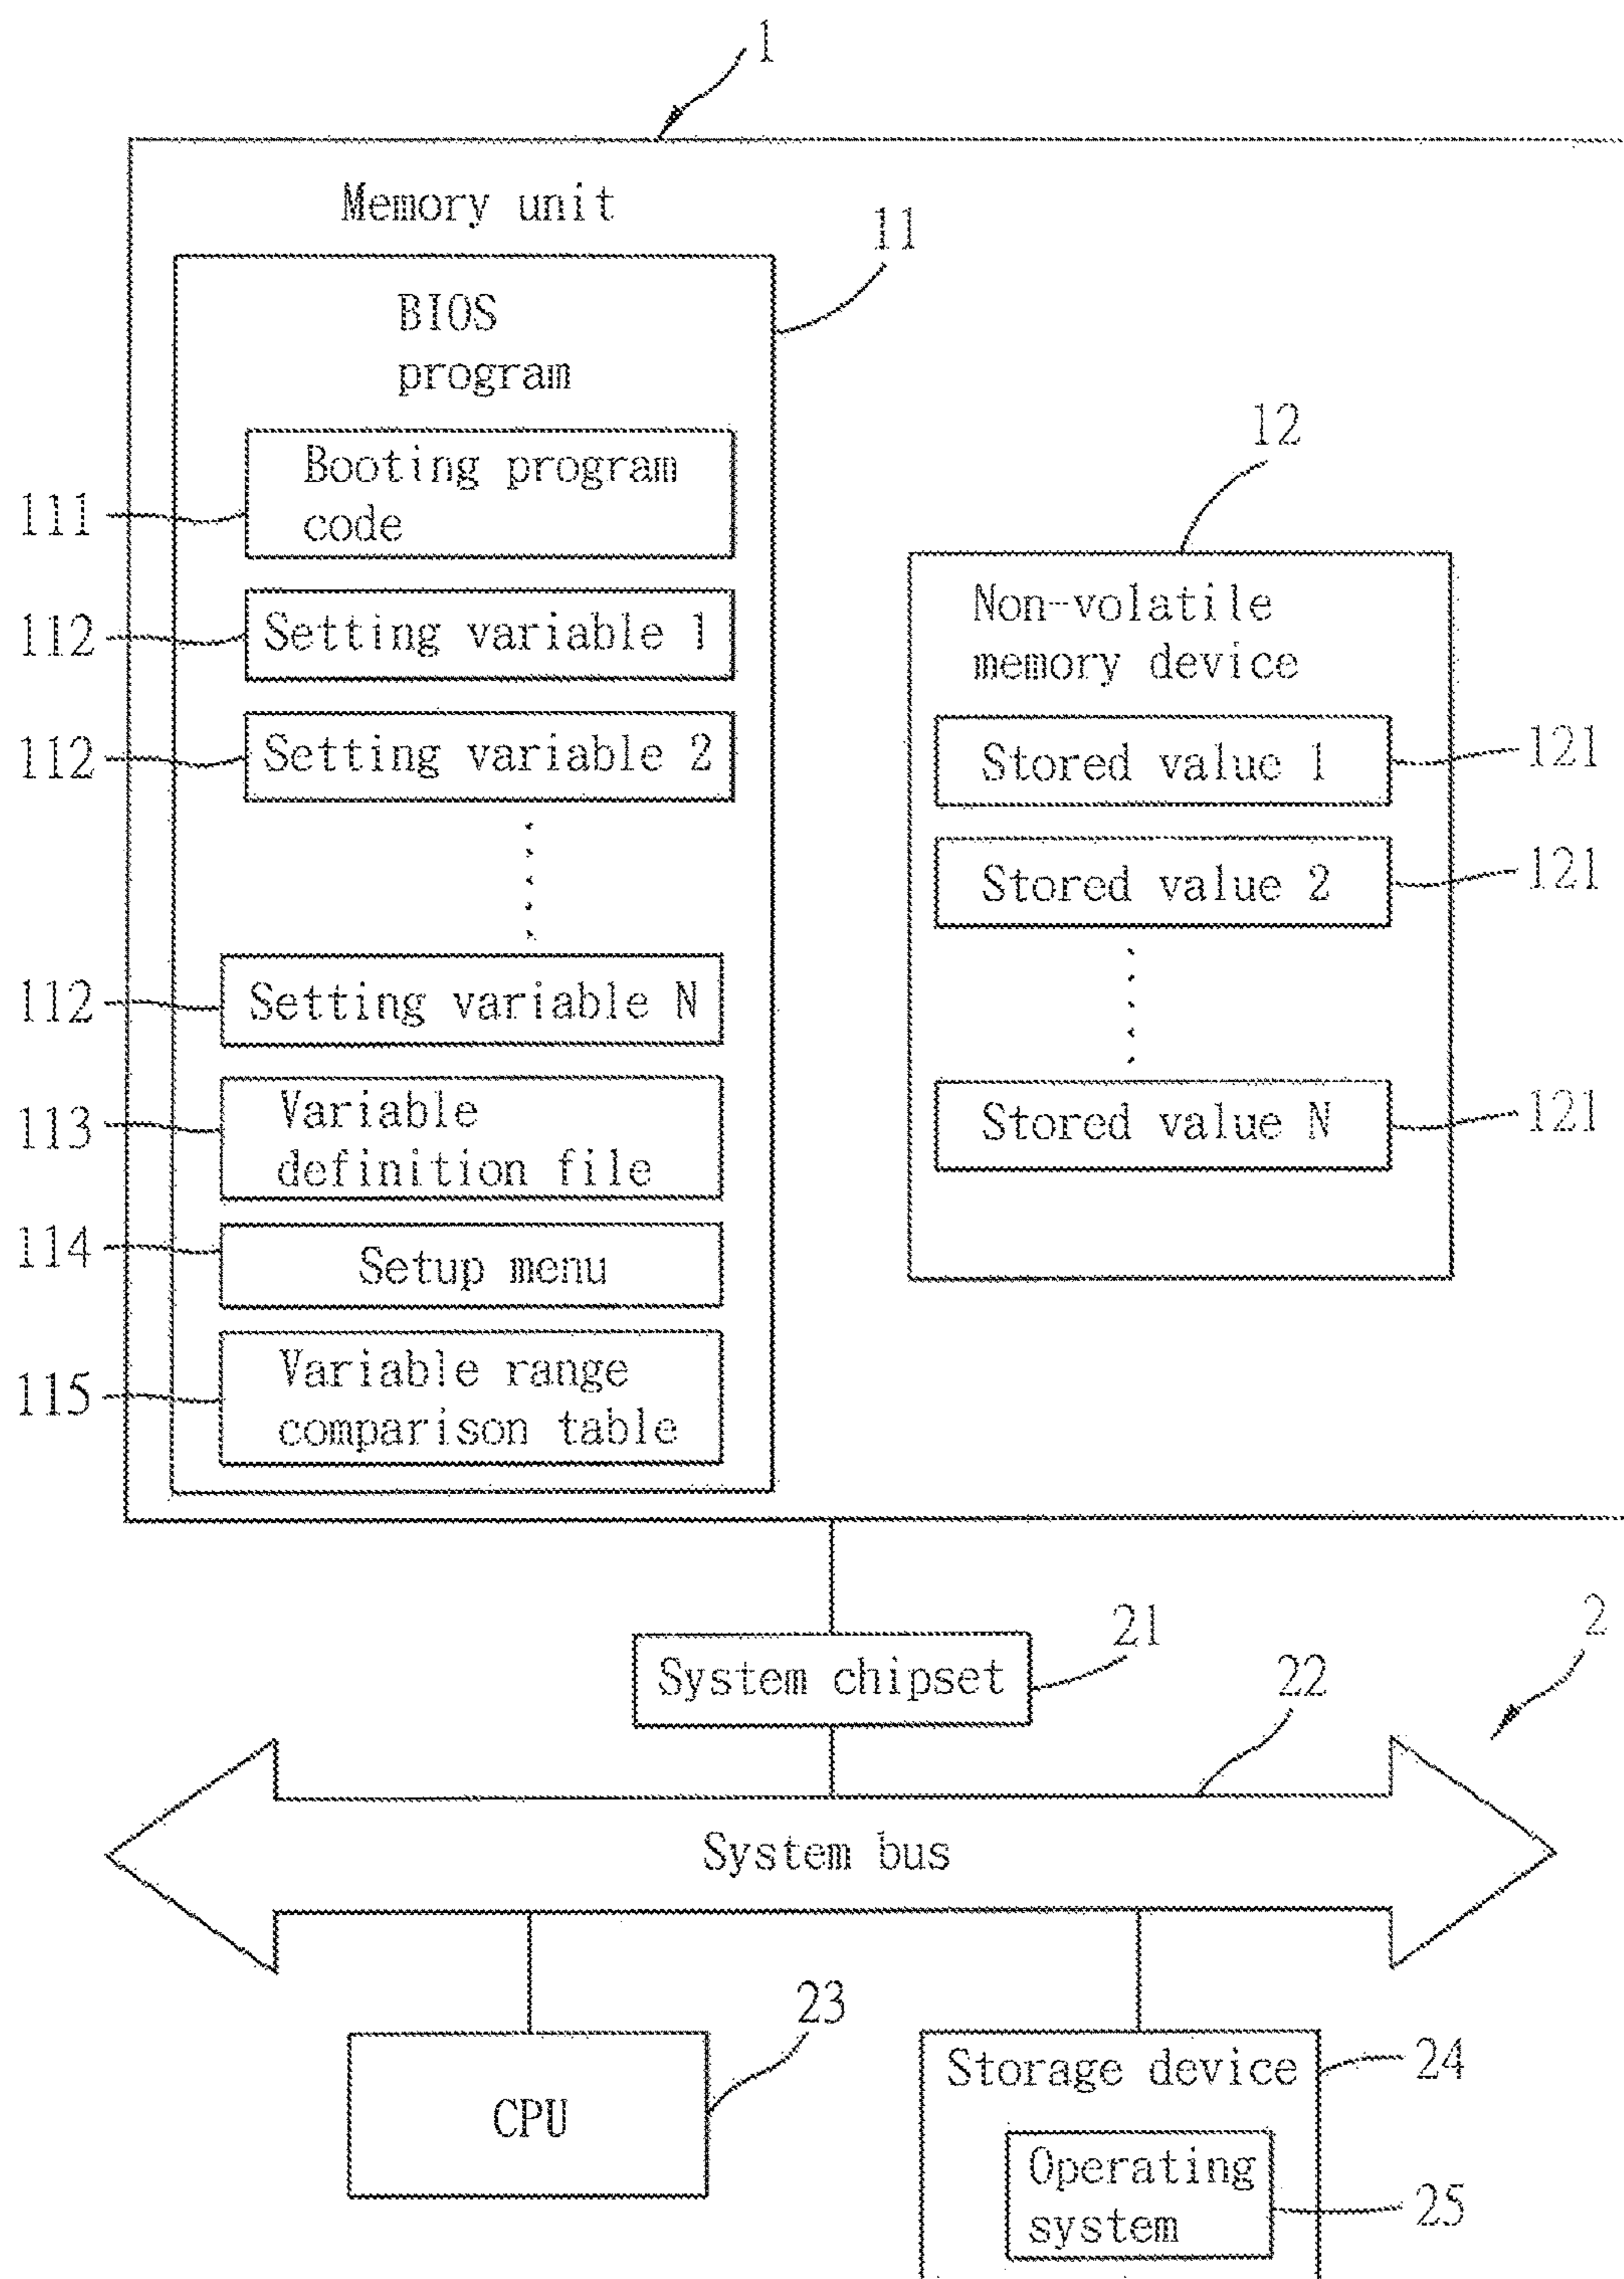 1
Memory unit
11
BIOS
program
12
Booting program
code
111
Non-volatile
memory device
112
Setting variable 1
112
Setting variable 2
Stored value 1
121
Stored value 2
121
112
Setting variable N
113
Variable
definition file
Stored value N
121
114
Setup menu
115
Variable range
comparison table
2
21
System chipset
22
System bus
23
CPU
Storage device
24
Operating
system
25